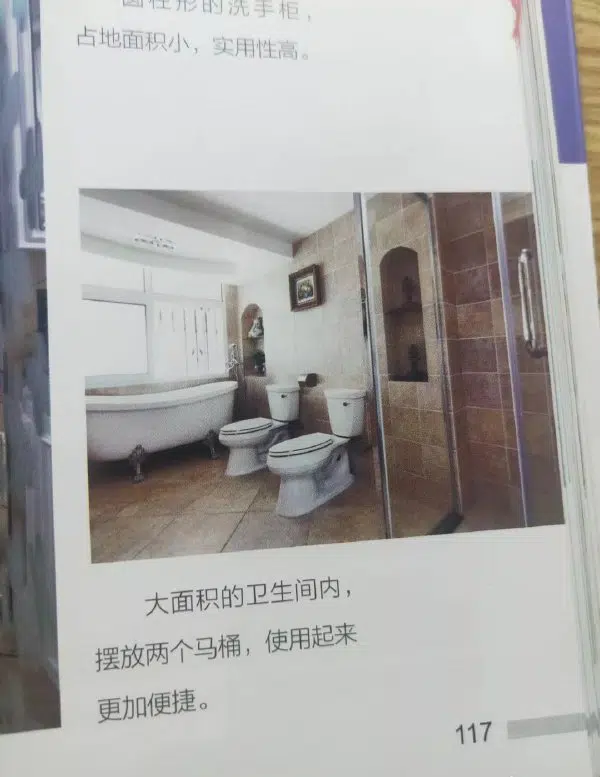 圆柱形的洗手柜，
占地面积小，实用性高。
大面积的卫生间内，
摆放两个马桶，使用起来
更加便捷。
117